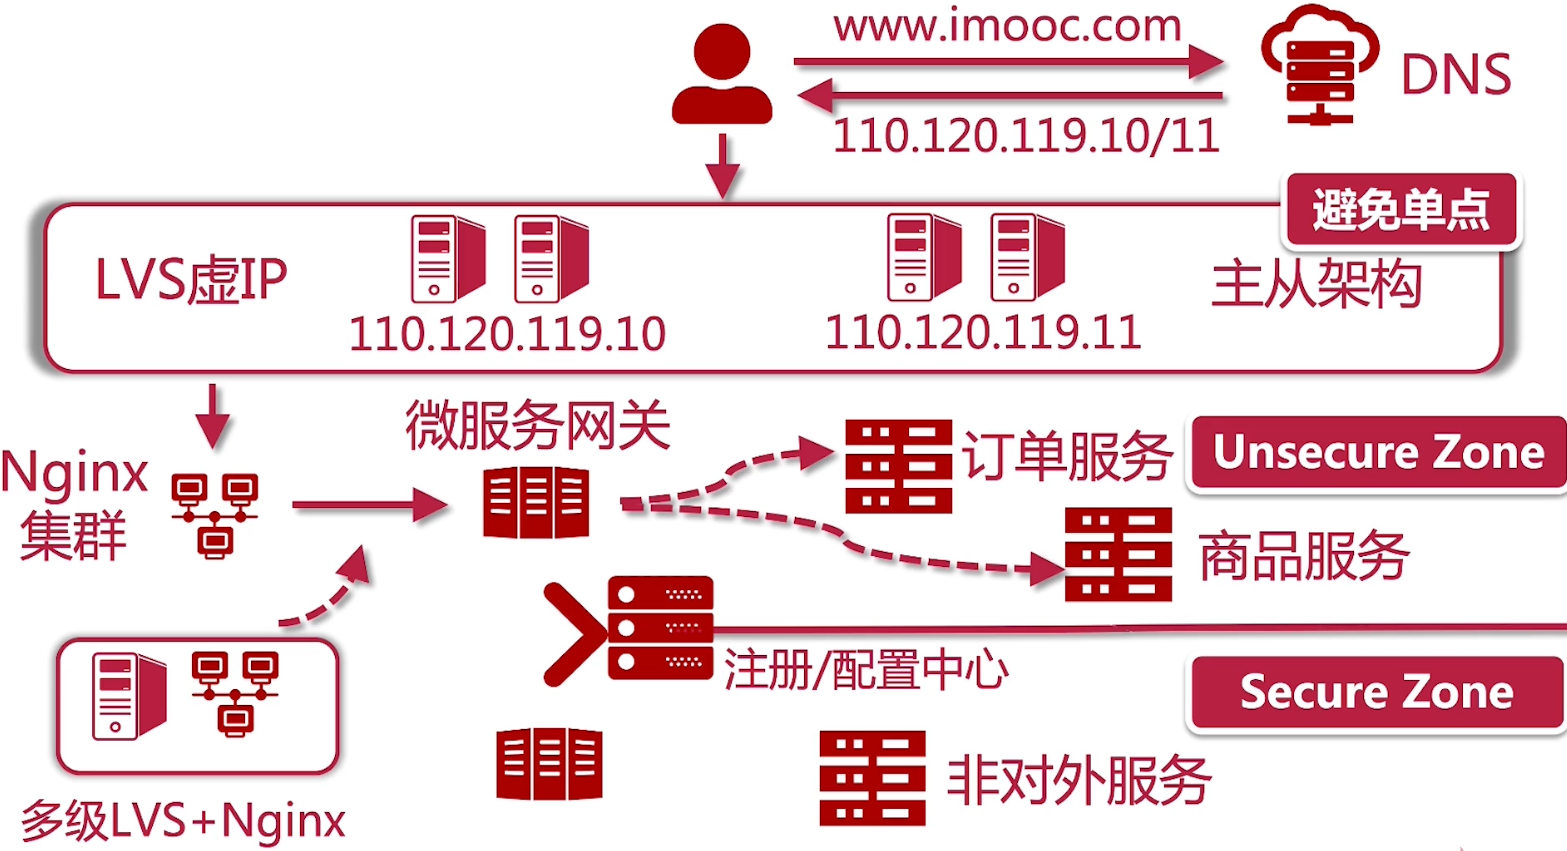 www.imooc.com
DNS
110.120.119.10/11
避免单点
LVS虚IP
主从架构
110.120.119.10
110.120.119.11
微服务网关
Nginx
集群
订单服务
Unsecure Zone
商品服务
注册/配置中心
Secure Zone
非对外服务
多级LVS+Nginx